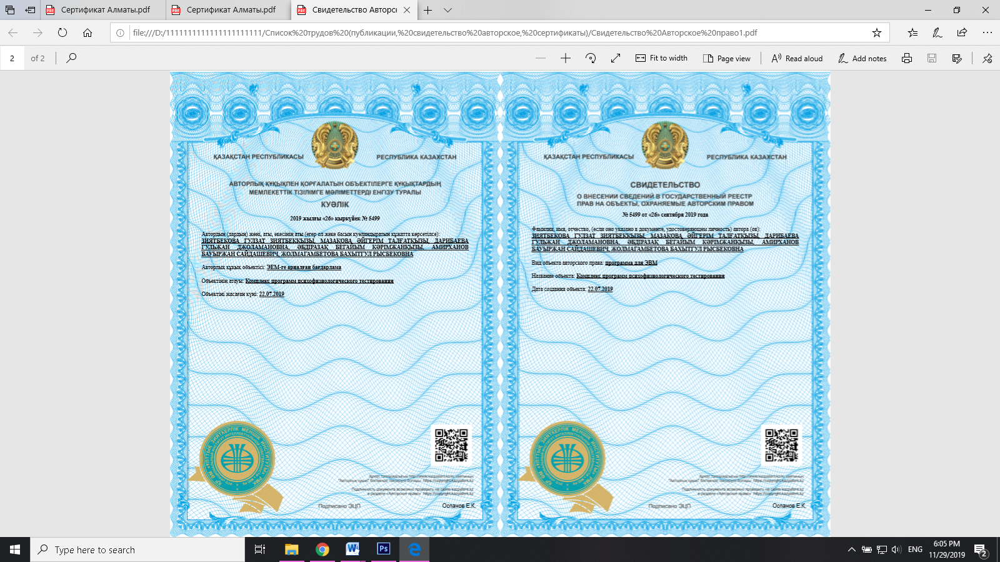 Сертификат Алматы.pdf
Сертификат Алматы.pdf
Свидетельство Авторс
file:///D:/1111111111111111111111/Список%20трудов%20(публикации,%20свидетельство%20авторское,%20сертификаты)/Свидетельство%20Авторское%20право1.pdf
2 of 2
Fit to width
Page view
Read aloud
Add notes
ҚАЗАҚСТАН РЕСПУБЛИКАСЫ
РЕСПУБЛИКА КАЗАХСТАН
АВТОРЛЫҚ ҚҰҚЫҚПЕН ҚОРҒАЛАТЫН ОБЪЕКТІЛЕРГЕ ҚҰҚЫҚТАРДЫҢ
МЕМЛЕКЕТТІК ТІЗІЛІМГЕ МӘЛІМЕТТЕРДІ ЕНГІЗУ ТУРАЛЫ
КУӘЛІК
2019 жылғы «26» қыркүйек № 5499
Автордың (лардың) жөні, аты, әкесінің аты (егер ол жеке басын куәландыратын құжатта көрсетілсе):
ЗИЯТБЕКОВА ГУЛЗАТ ЗИЯТБЕККЫЗЫ, МАЗАҚОВА ӘЙГЕРІМ ТАЛҒАТҚЫЗЫ, ДАРИБАЕВА
ГУЛЬЖАН ДЖОЛАМАНОВНА, ӘБДІРАЗАҚ БЕГАЙЫМ КӘРІМЖАНҚЫЗЫ, АМИРХАНОВ
БАУЫРЖАН САЙДАШЕВИЧ, ЖОЛМАГАМБЕТОВА БАХЫТГУЛ РЫСБЕКОВНА
Авторлық құқық объектісі: ЭЕМ-ге арналған бағдарлама
Объектінің атауы: Комплекс программ психофизиологического тестирования
Объектіні жасаған күні: 22.07.2019
Подписано ЭЦП
Оспанов Е.К.
ҚАЗАҚСТАН РЕСПУБЛИКАСЫ
РЕСПУБЛИКА КАЗАХСТАН
СВИДЕТЕЛЬСТВО
О ВНЕСЕНИИ СВЕДЕНИЙ В ГОСУДАРСТВЕННЫЙ РЕЕСТР
ПРАВ НА ОБЪЕКТЫ, ОХРАНЯЕМЫЕ АВТОРСКИМ ПРАВОМ
№ 5499 от «26» сентября 2019 года
Фамилия, имя, отчество, (если оно указано в документе, удостоверяющем личность) автора (ов):
ЗИЯТБЕКОВА ГУЛЗАТ ЗИЯТБЕККЫЗЫ, МАЗАҚОВА ӘЙГЕРІМ ТАЛҒАТҚЫЗЫ, ДАРИБАЕВА
ГУЛЬЖАН ДЖОЛАМАНОВНА, ӘБДІРАЗАҚ БЕГАЙЫМ КӘРІМЖАНҚЫЗЫ, АМИРХАНОВ
БАУЫРЖАН САЙДАШЕВИЧ, ЖОЛМАГАМБЕТОВА БАХЫТГУЛ РЫСБЕКОВНА
Вид объекта авторского права: программа для ЭВМ
Название объекта: Комплекс программ психофизиологического тестирования
Дата создания объекта: 22.07.2019
Подписано ЭЦП
Оспанов Е.К.
Type here to search
ENG
6:05 PM
11/29/2019
2